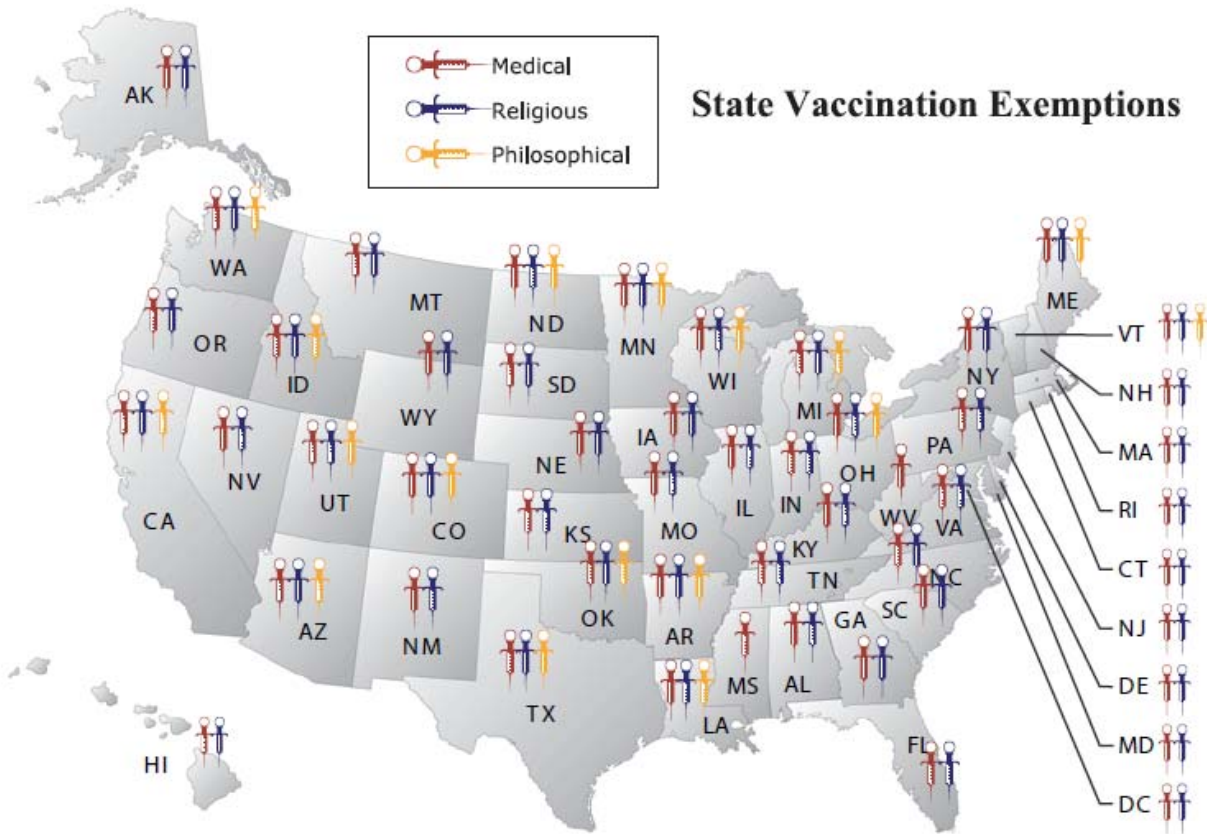 Medical
Religious
Philosophical
State Vaccination Exemptions
AK
WA
MT
ND
MN
ME
OR
ID
SD
WI
MI
NY
VT
NH
WY
IA
PA
MA
NE
NV
UT
CO
IL
IN
OH
RI
CA
KS
MO
WV
VA
KY
CT
TN
NC
AZ
NM
OK
AR
SC
GA
NJ
TX
MS
AL
DE
LA
FL
MD
HI
DC